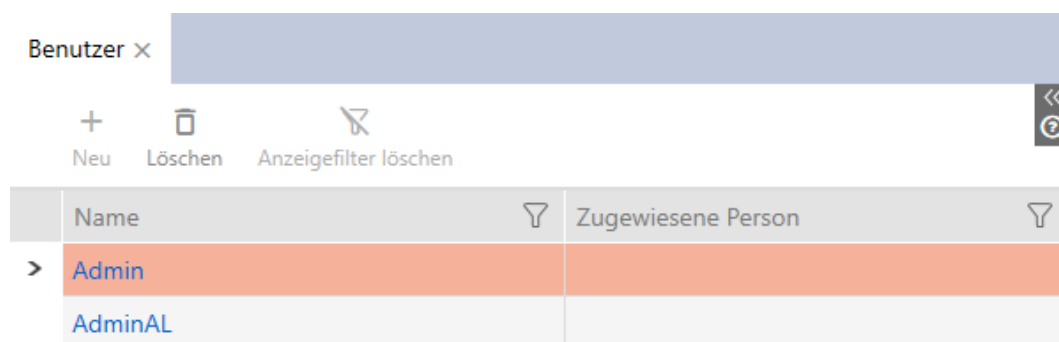 Benutzer
Neu Löschen Anzeigefilter löschen
Name Zugewiesene Person
Admin
AdminAL